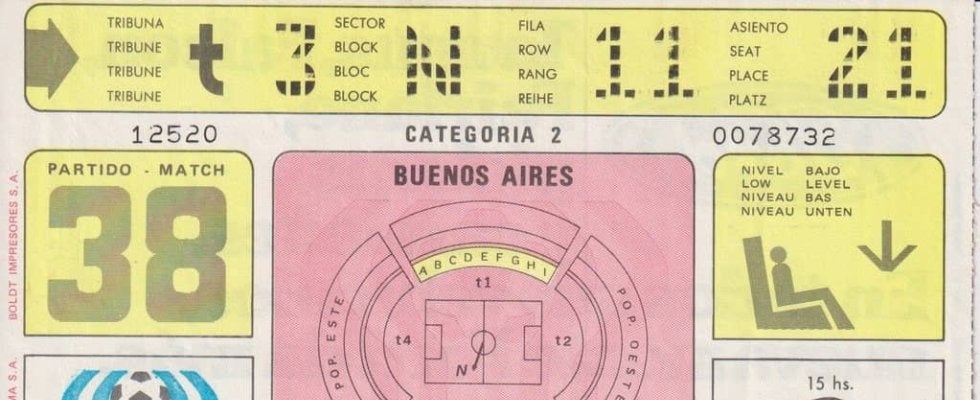 TRIBUNA
TRIBUNE
TRIBUNE
TRIBUNE
t 3
SECTOR
BLOCK
BLOC
BLOCK
N
FILA
ROW
RANG
REIHE
11
ASIENTO
SEAT
PLACE
PLATZ
21
12520
CATEGORIA 2
0078732
PARTIDO - MATCH
38
BUENOS AIRES
A B C D E F G H I
t1
t4
t2
N
POP. ESTE
POP. OESTE
NIVEL BAJO
LOW LEVEL
NIVEAU BAS
NIVEAU UNTEN
15 hs.
BOLDT IMPRESORES S. A.
MA S. A.